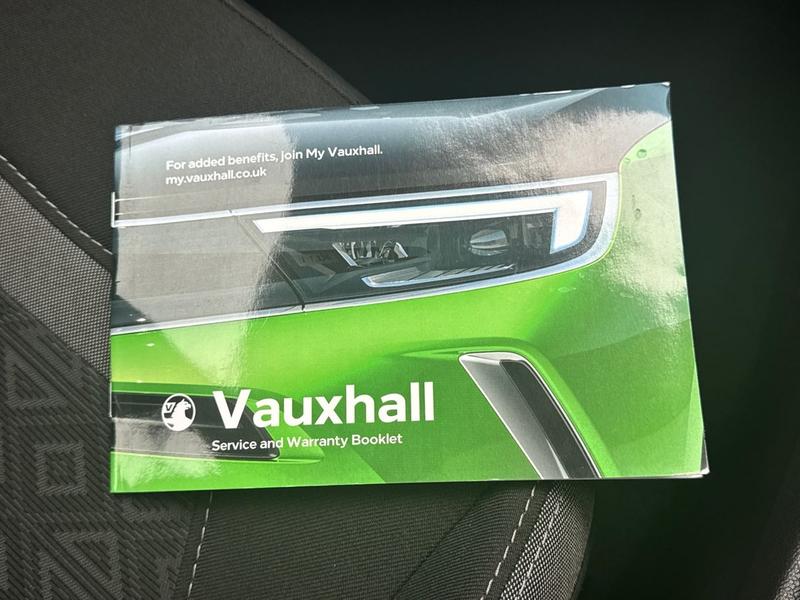 For added benefits, join My Vauxhall.
my.vauxhall.co.uk
Vauxhall
Service and Warranty Booklet